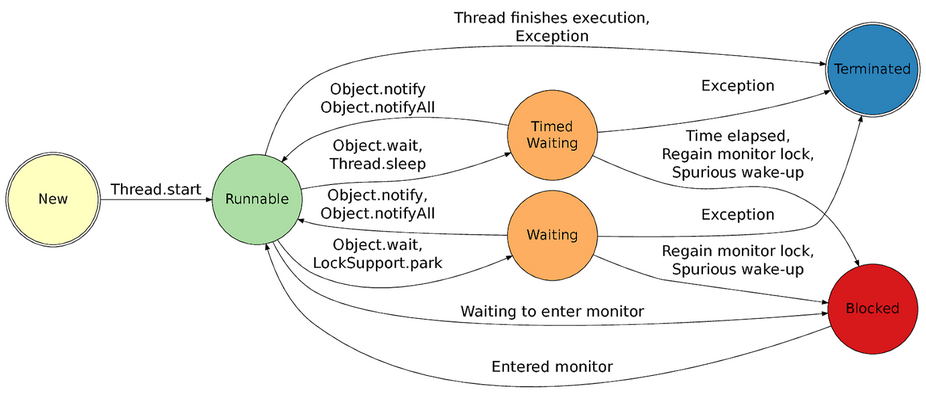 Thread finishes execution,
Exception
Terminated
Object.notify
Object.notifyAll
Exception
Timed
Waiting
Time elapsed,
Regain monitor lock,
Spurious wake-up
Object.wait,
Thread.sleep
New
Thread.start
Runnable
Object.notify,
Object.notifyAll
Waiting
Exception
Object.wait,
LockSupport.park
Regain monitor lock,
Spurious wake-up
Blocked
Waiting to enter monitor
Entered monitor